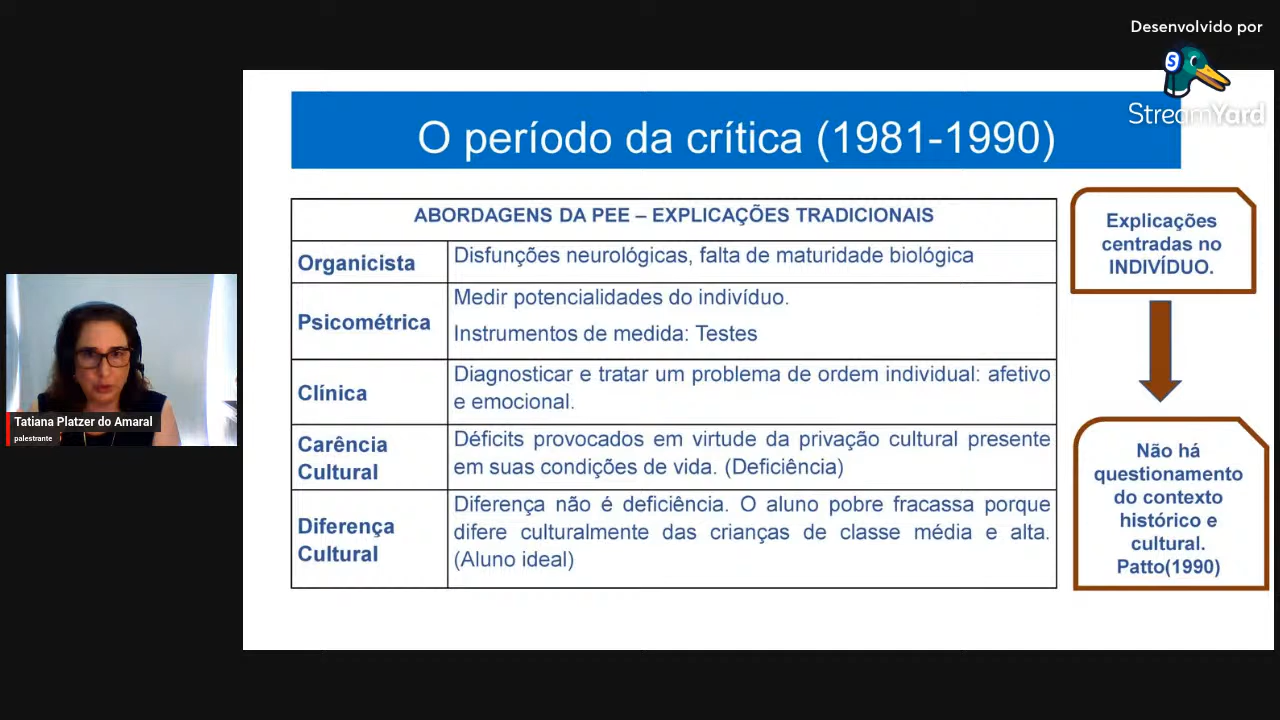 Desenvolvido por
StreamYard
O período da crítica (1981-1990)
ABORDAGENS DA PEE – EXPLICAÇÕES TRADICIONAIS
Organicista
Disfunções neurológicas, falta de maturidade biológica
Psicométrica
Medir potencialidades do indivíduo.
Instrumentos de medida: Testes
Clínica
Diagnosticar e tratar um problema de ordem individual: afetivo
e emocional.
Carência
Cultural
Déficits provocados em virtude da privação cultural presente
em suas condições de vida. (Deficiência)
Diferença
Cultural
Diferença não é deficiência. O aluno pobre fracassa porque
difere culturalmente das crianças de classe média e alta.
(Aluno ideal)
Explicações
centradas no
INDIVÍDUO.
Não há
questionamento
do contexto
histórico e
cultural.
Patto(1990)
Tatiana Platzer do Amaral
palestrante